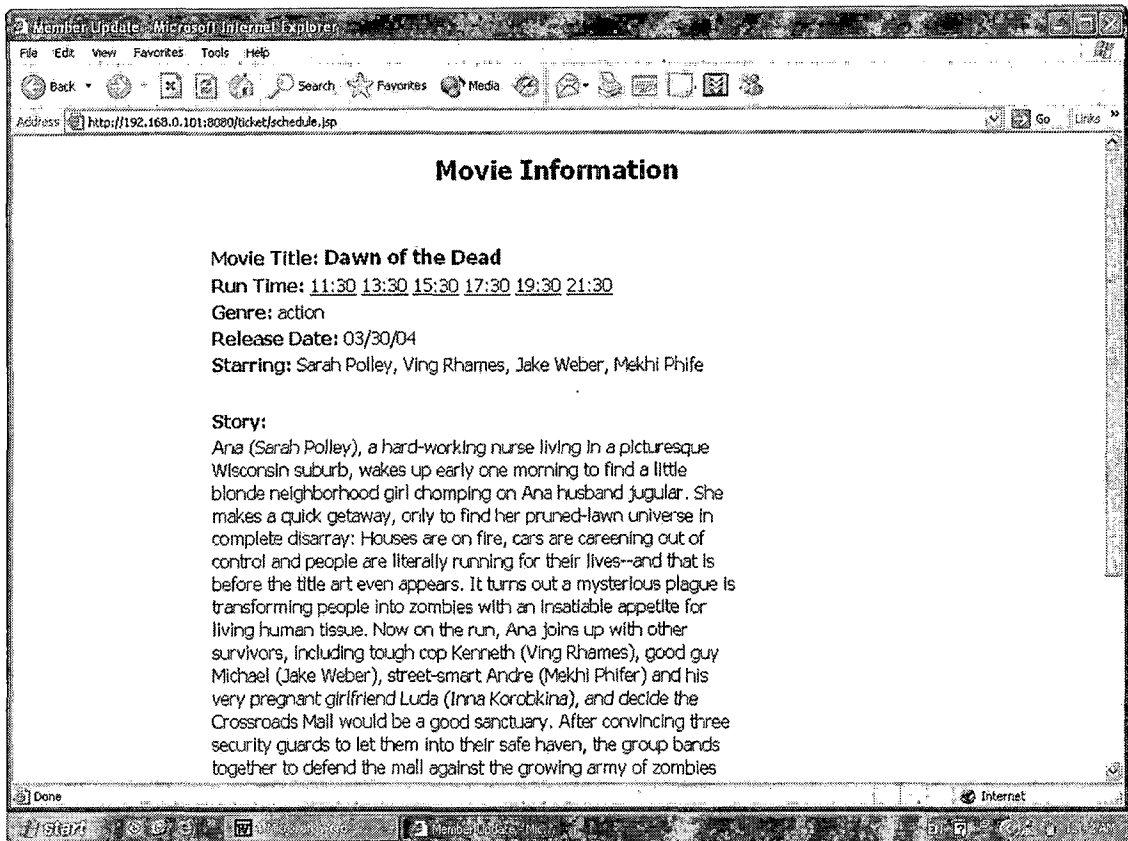 Member Update - Microsoft Internet Explorer
File Edit View Favorites Tools Help
Back Search Favorites Media
Address http://192.168.0.101:8080/ticket/schedule.jsp Go Links »
Movie Information
Movie Title: Dawn of the Dead
Run Time: 11:30 13:30 15:30 17:30 19:30 21:30
Genre: action
Release Date: 03/30/04
Starring: Sarah Polley, Ving Rhames, Jake Weber, Mekhi Phife
Story:
Ana (Sarah Polley), a hard-working nurse living in a picturesque
Wisconsin suburb, wakes up early one morning to find a little
blonde neighborhood girl chomping on Ana husband jugular. She
makes a quick getaway, only to find her pruned-lawn universe in
complete disarray: Houses are on fire, cars are careening out of
control and people are literally running for their lives--and that is
before the title art even appears. It turns out a mysterious plague is
transforming people into zombies with an insatiable appetite for
living human tissue. Now on the run, Ana joins up with other
survivors, including tough cop Kenneth (Ving Rhames), good guy
Michael (Jake Weber), street-smart Andre (Mekhi Phifer) and his
very pregnant girlfriend Luda (Inna Korobkina), and decide the
Crossroads Mall would be a good sanctuary. After convincing three
security guards to let them into their safe haven, the group bands
together to defend the mall against the growing army of zombies
Done Internet
start Member Update - Mic...